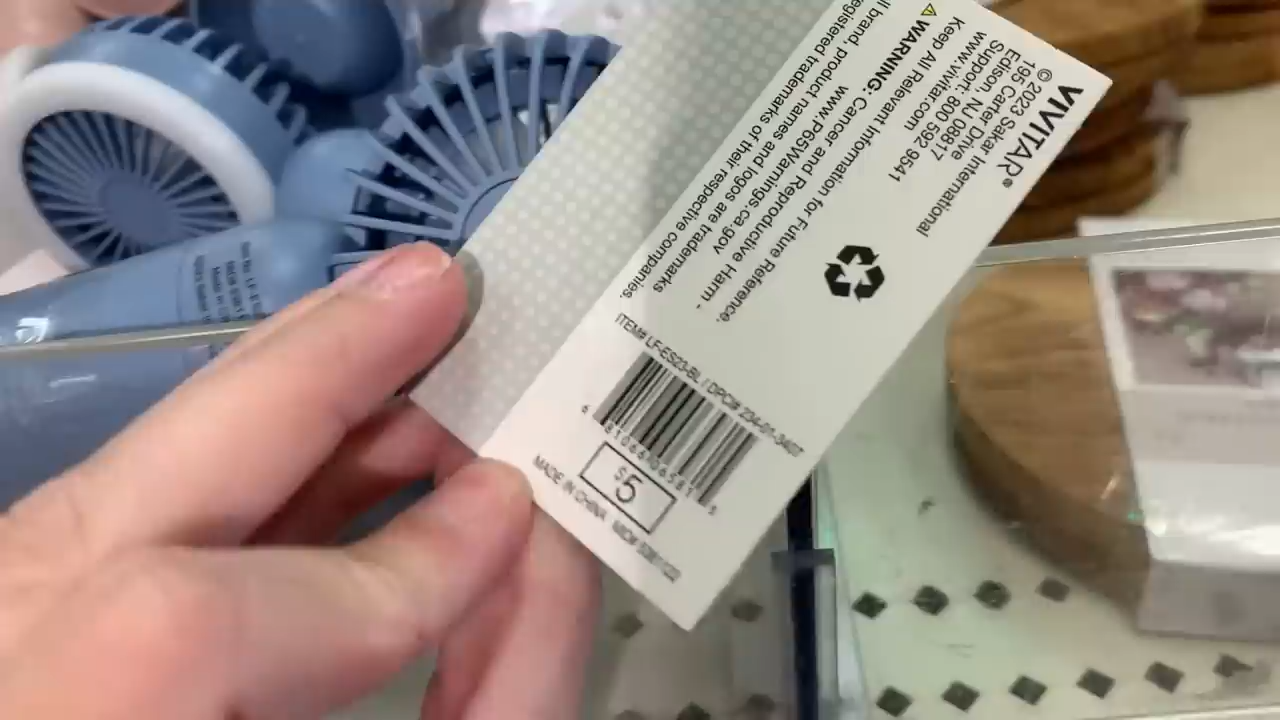 VIVITAR®
© 2023 Sakar International
195 Carter Drive
Edison, NJ 08817
Support: 800 592 9541
www.vivitar.com
Keep All Relevant Information for Future Reference.
WARNING: Cancer and Reproductive Harm -
www.P65Warnings.ca.gov
ll brand product names and logos are trademarks
egistered trademarks of their respective companies.
ITEM# LF-ES23-BL / DPCI# 234-01-3407
$5
MADE IN CHINA